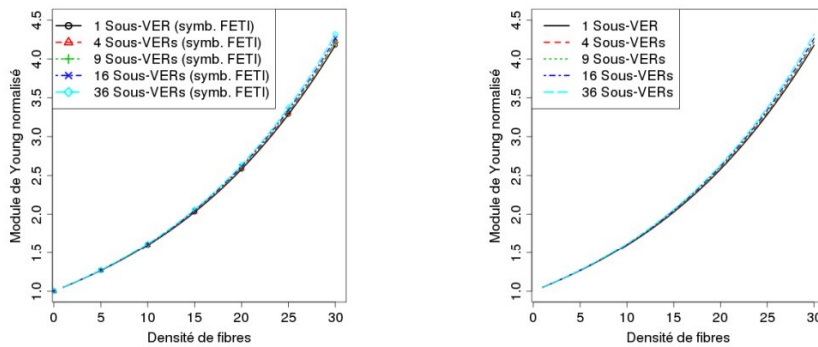 1 Sous-VER (symb. FETI)
4 Sous-VERs (symb. FETI)
9 Sous-VERs (symb. FETI)
16 Sous-VERs (symb. FETI)
36 Sous-VERs (symb. FETI)
Module de Young normalisé
4.5
4.0
3.5
3.0
2.5
2.0
1.5
1.0
0 5 10 15 20 25 30
Densité de fibres
1 Sous-VER
4 Sous-VERs
9 Sous-VERs
16 Sous-VERs
36 Sous-VERs
Module de Young normalisé
4.5
4.0
3.5
3.0
2.5
2.0
1.5
1.0
0 5 10 15 20 25 30
Densité de fibres